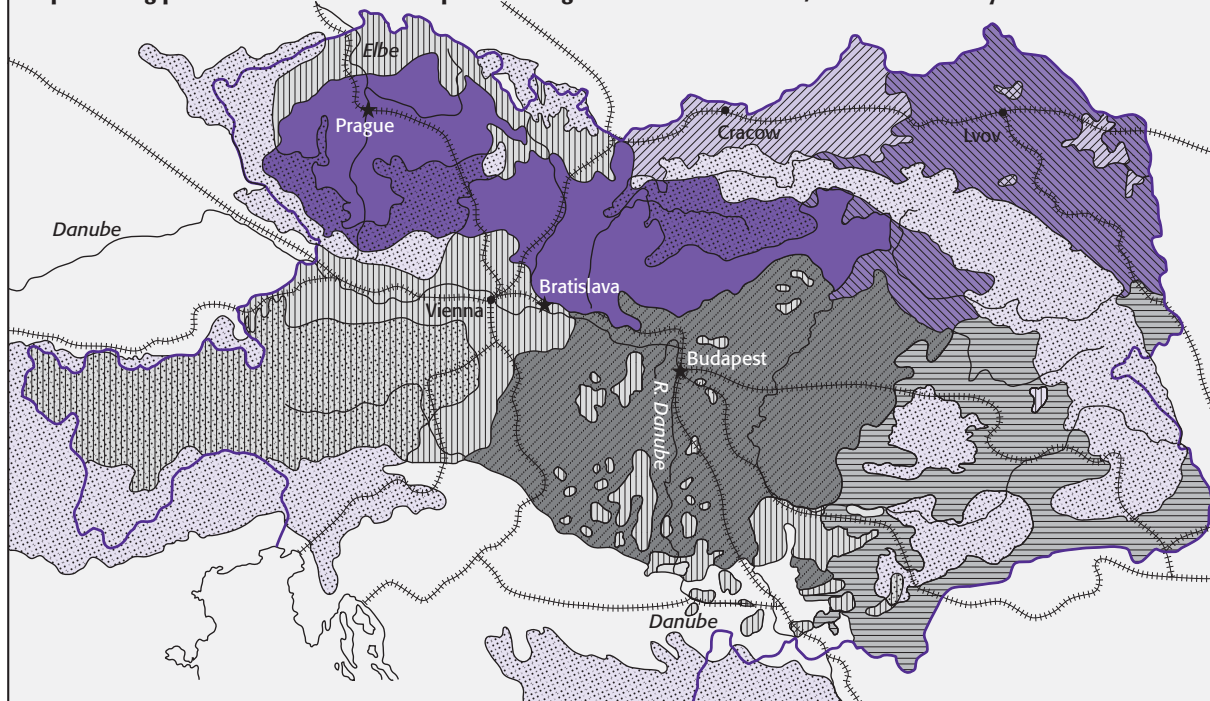 Elbe
Prague
Cracow
Lvov
Danube
Bratislava
Vienna
Budapest
R. Danube
Danube